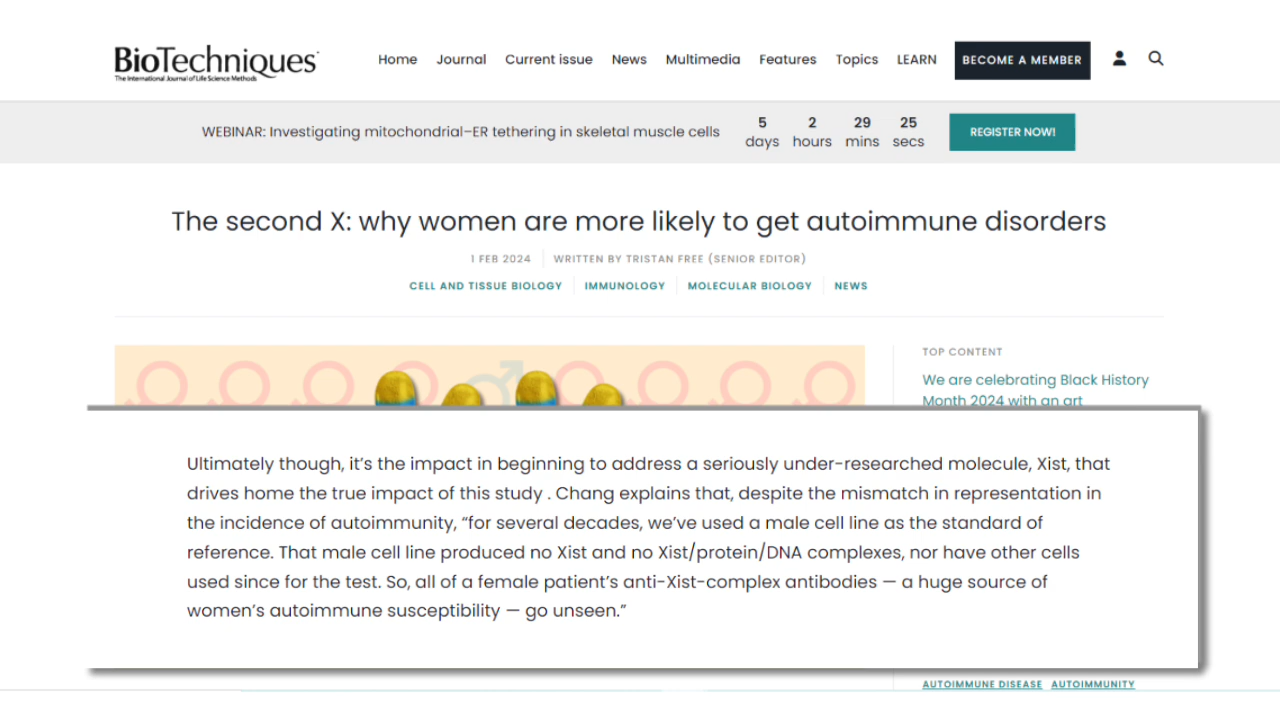 BioTechniques
The International Journal of Life Science Methods
Home Journal Current issue News Multimedia Features Topics LEARN BECOME A MEMBER
WEBINAR: Investigating mitochondrial–ER tethering in skeletal muscle cells
5 2 29 25
days hours mins secs
REGISTER NOW!
The second X: why women are more likely to get autoimmune disorders
1 FEB 2024 WRITTEN BY TRISTAN FREE (SENIOR EDITOR)
CELL AND TISSUE BIOLOGY IMMUNOLOGY MOLECULAR BIOLOGY NEWS
TOP CONTENT
We are celebrating Black History
Month 2024 with an art
Ultimately though, it's the impact in beginning to address a seriously under-researched molecule, Xist, that
drives home the true impact of this study . Chang explains that, despite the mismatch in representation in
the incidence of autoimmunity, “for several decades, we've used a male cell line as the standard of
reference. That male cell line produced no Xist and no Xist/protein/DNA complexes, nor have other cells
used since for the test. So, all of a female patient's anti-Xist-complex antibodies — a huge source of
women's autoimmune susceptibility — go unseen.”
AUTOIMMUNE DISEASE AUTOIMMUNITY